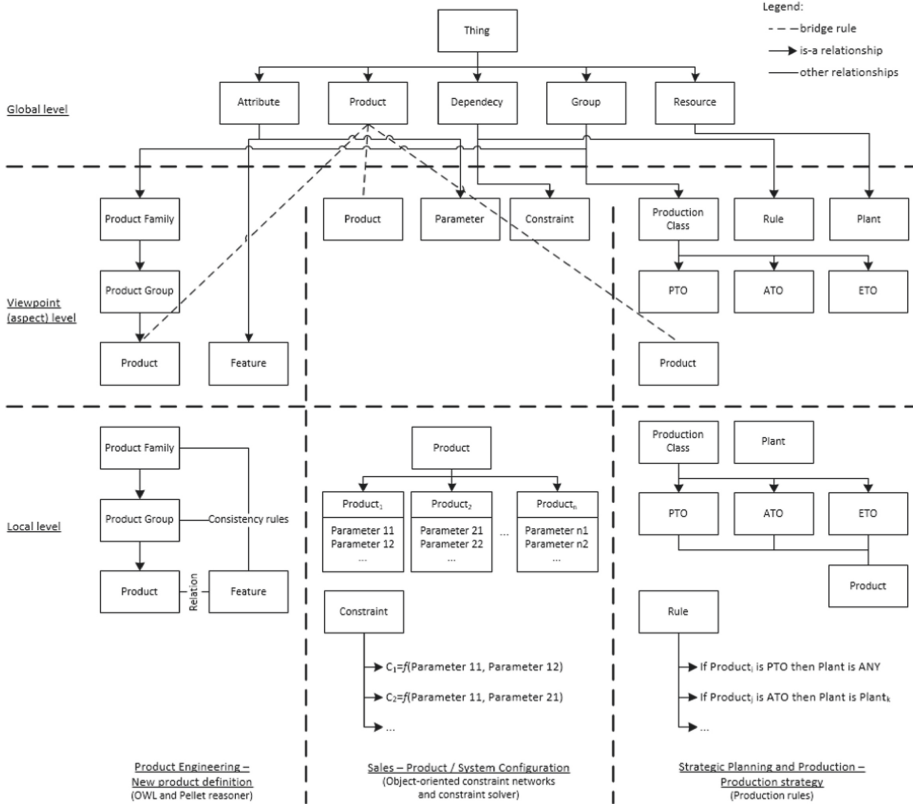 Legend:
bridge rule
is-a relationship
other relationships
Thing
Global level
Attribute
Product
Dependecy
Group
Resource
Viewpoint
(aspect) level
Product Family
Product
Parameter
Constraint
Production
Class
Rule
Plant
Product Group
PTO
ATO
ETO
Product
Feature
Product
Local level
Product Family
Product Group
Consistency rules
Product
Relation
Feature
Product
Product₁
Parameter 11
Parameter 12
...
Product₂
Parameter 21
Parameter 22
...
...
Productₙ
Parameter n1
Parameter n2
...
Constraint
C₁=f(Parameter 11, Parameter 12)
C₂=f(Parameter 11, Parameter 21)
...
Production
Class
Plant
PTO
ATO
ETO
Product
Rule
If Productᵢ is PTO then Plant is ANY
If Productⱼ is ATO then Plant is Plantₖ
...
Product Engineering –
New product definition
(OWL and Pellet reasoner)
Sales – Product / System Configuration
(Object-oriented constraint networks
and constraint solver)
Strategic Planning and Production –
Production strategy
(Production rules)